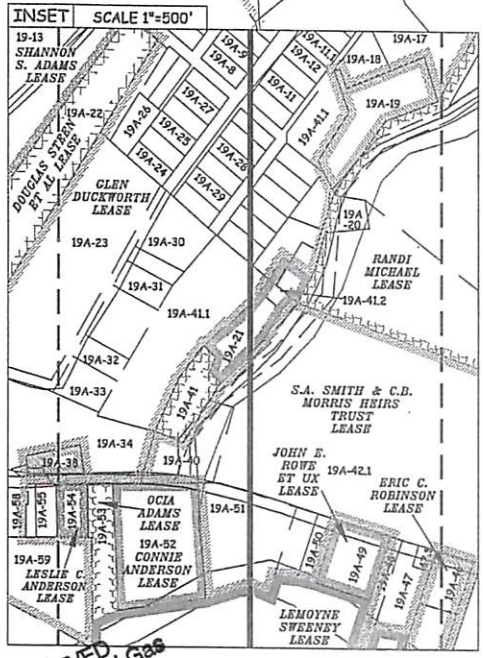 INSET SCALE 1"=500'
19-13
SHANNON
S. ADAMS
LEASE
19A-9
19A-8
19A-11.1
19A-12
19A-11
19A-17
19A-18
19A-19
19A-22
19A-26
19A-27
19A-25
19A-24
19A-41.1
DOUGLAS STEEN
ET AL LEASE
GLEN
DUCKWORTH
LEASE
19A-28
19A-29
19A
-20
19A-23
19A-30
RANDI
MICHAEL
LEASE
19A-31
19A-41.1
19A-41.2
19A-21
19A-32
19A-33
19A-41
S.A. SMITH & C.B.
MORRIS HEIRS
TRUST
LEASE
19A-34
19A-38
JOHN E.
ROWE
ET UX
LEASE
19A-42.1
ERIC C.
ROBINSON
LEASE
19A-58
19A-55
19A-54
19A-53
OCIA
ADAMS
LEASE
19A-51
19A-52
CONNIE
ANDERSON
LEASE
19A-50
19A-49
19A-47
19A-59
LESLIE C.
ANDERSON
LEASE
LEMOYNE
SWEENEY
LEASE
Gas